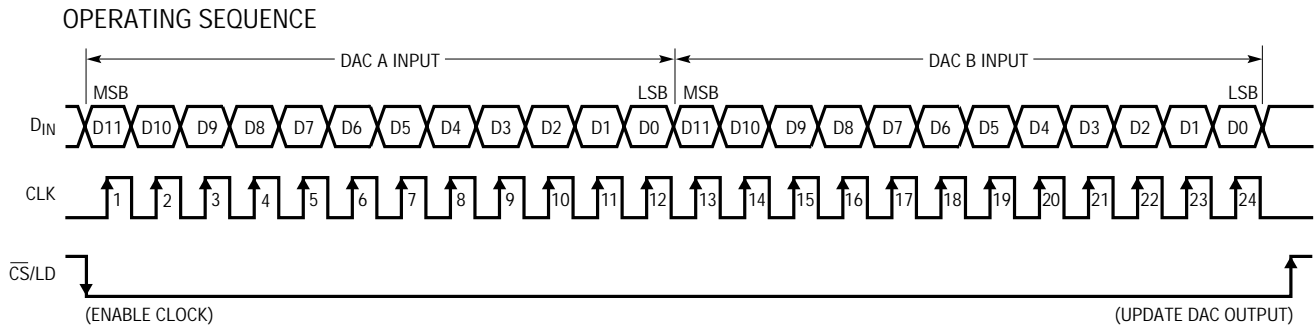 OPERATING SEQUENCE
DAC A INPUT DAC B INPUT
MSB LSB MSB LSB
DIN D11 D10 D9 D8 D7 D6 D5 D4 D3 D2 D1 D0 D11 D10 D9 D8 D7 D6 D5 D4 D3 D2 D1 D0
CLK 1 2 3 4 5 6 7 8 9 10 11 12 13 14 15 16 17 18 19 20 21 22 23 24
C̅S̅/LD
(ENABLE CLOCK) (UPDATE DAC OUTPUT)